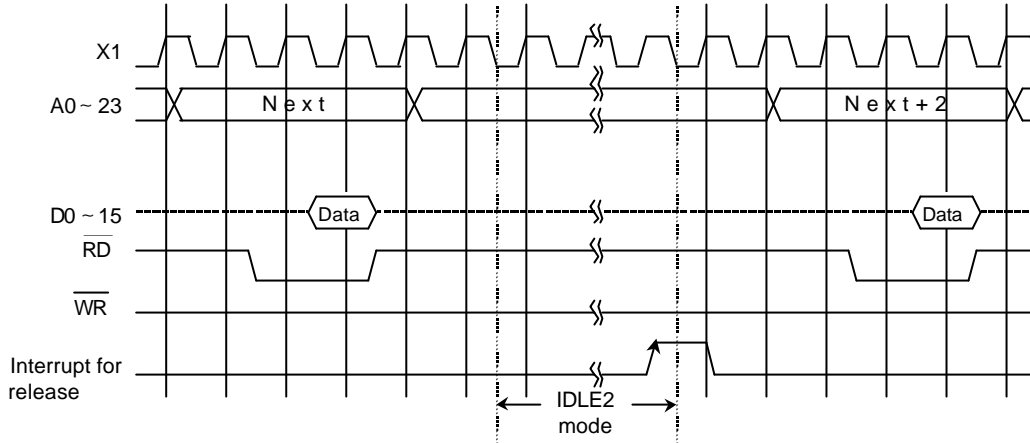 X1
A0 ~ 23
Next
Next+2
D0 ~ 15
Data
Data
RD
WR
Interrupt for
release
IDLE2
mode